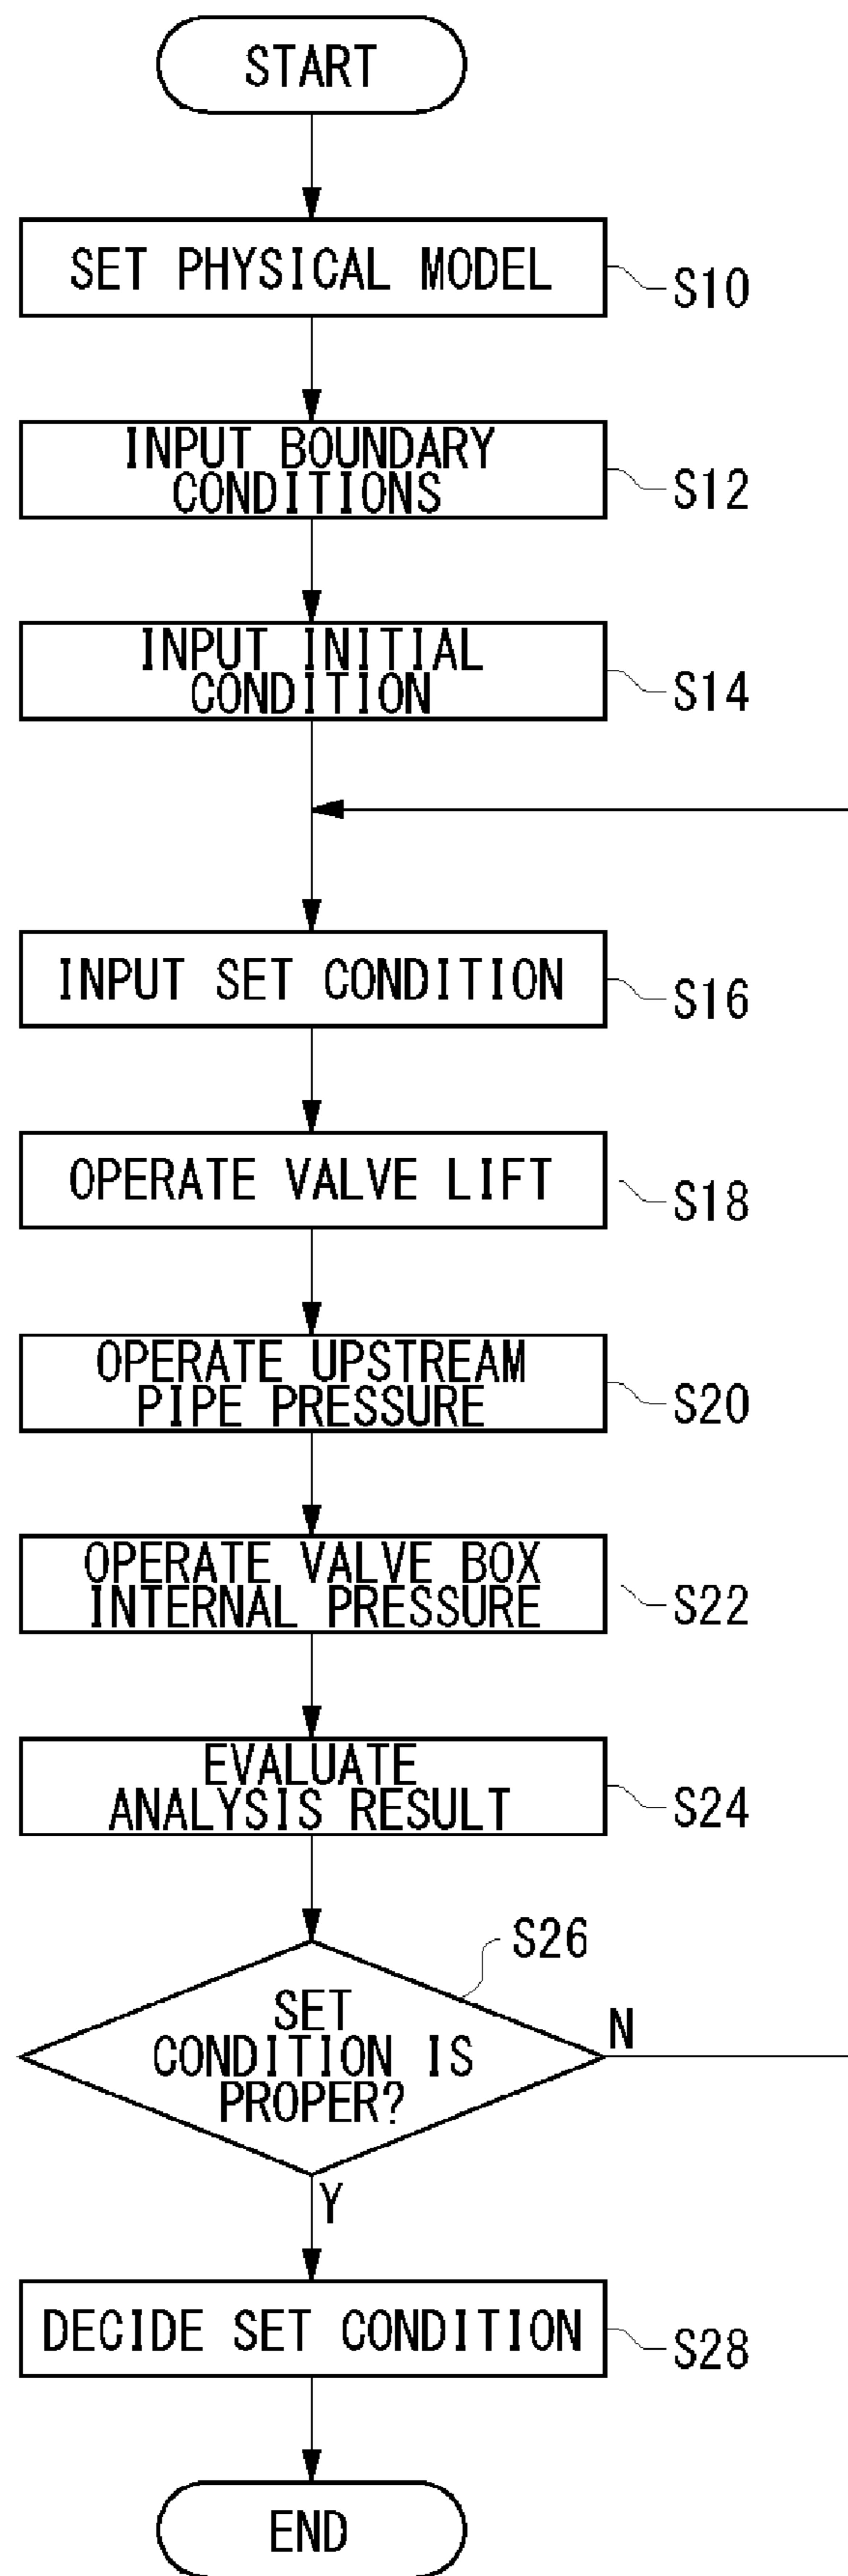 START
SET PHYSICAL MODEL
S10
INPUT BOUNDARY
CONDITIONS
S12
INPUT INITIAL
CONDITION
S14
INPUT SET CONDITION
S16
OPERATE VALVE LIFT
S18
OPERATE UPSTREAM
PIPE PRESSURE
S20
OPERATE VALVE BOX
INTERNAL PRESSURE
S22
EVALUATE
ANALYSIS RESULT
S24
S26
SET
CONDITION IS
PROPER?
N
Y
DECIDE SET CONDITION
S28
END